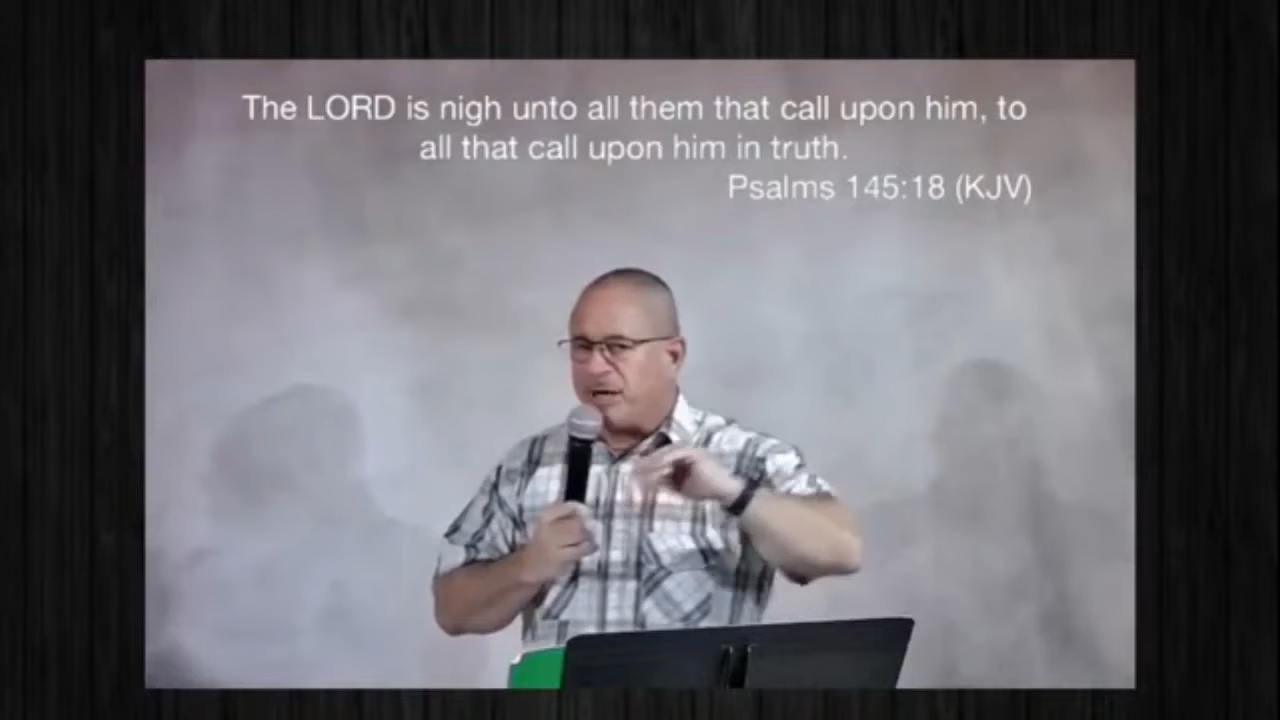 The LORD is nigh unto all them that call upon him, to
all that call upon him in truth.
Psalms 145:18 (KJV)